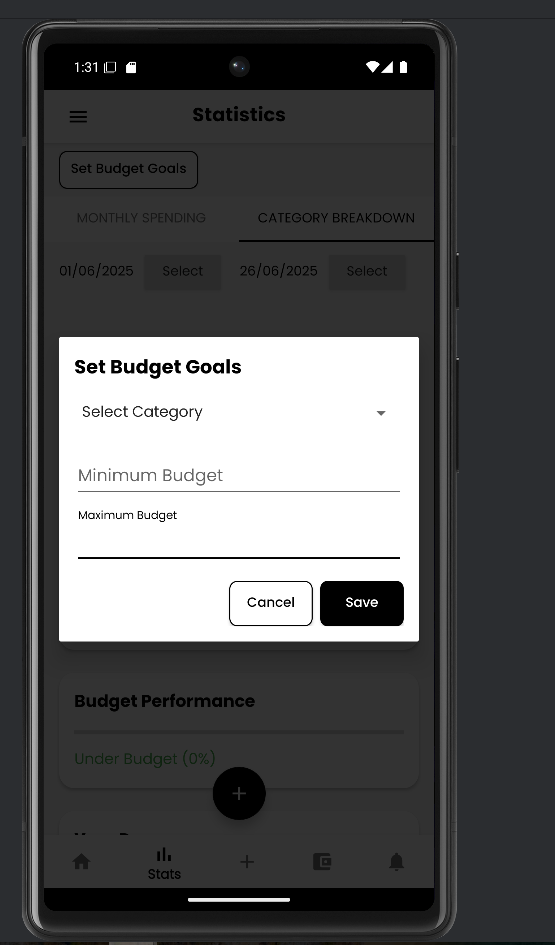 1:31
Statistics
Set Budget Goals
MONTHLY SPENDING CATEGORY BREAKDOWN
01/06/2025 Select 26/06/2025 Select
Set Budget Goals
Select Category
Minimum Budget
Maximum Budget
Cancel Save
Budget Performance
Under Budget (0%)
Stats